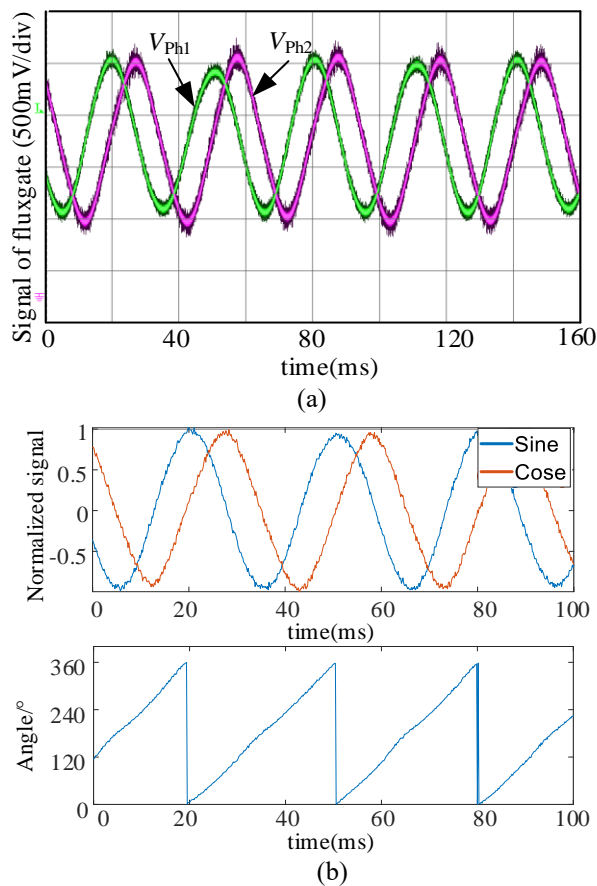 Signal of fluxgate (500mV/div)
V_Ph1
V_Ph2
0 40 80 120 160
time(ms)
(a)
Normalized signal
1
0.5
0
-0.5
Sine
Cose
0 20 40 60 80 100
time(ms)
Angle/°
360
240
120
0
0 20 40 60 80 100
time(ms)
(b)